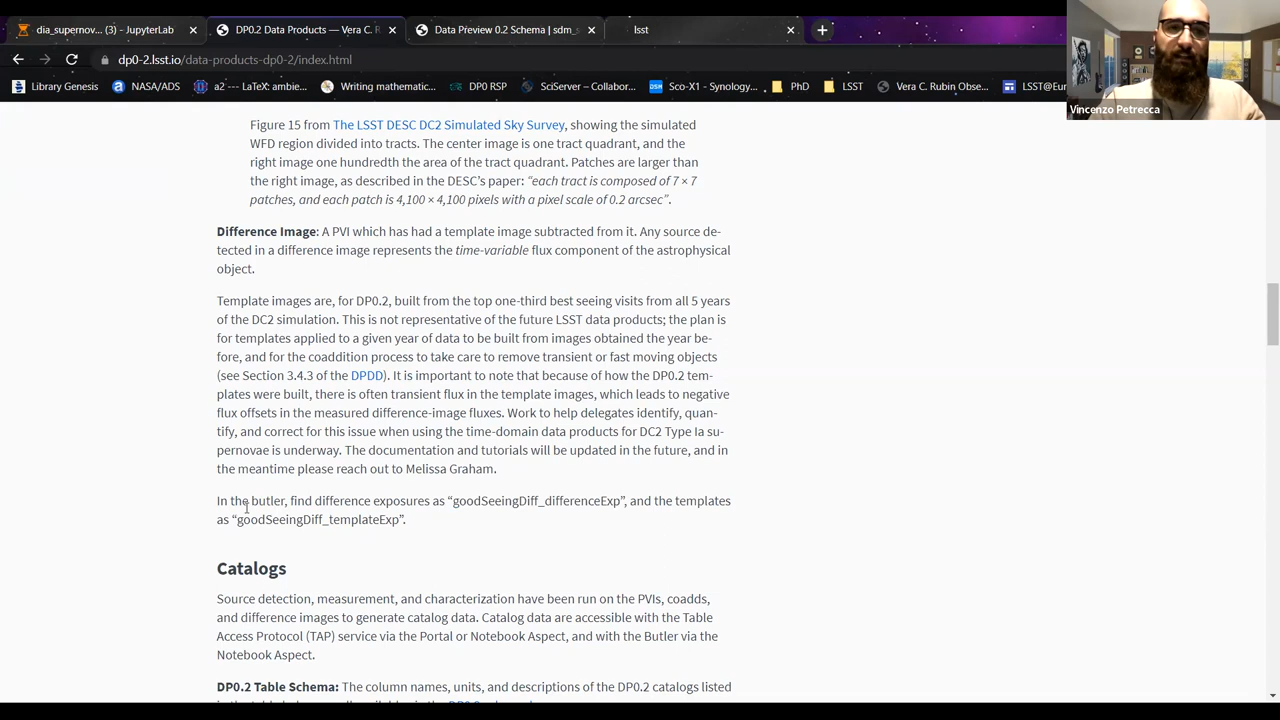 dia_supernov... (3) - JupyterLab
DP0.2 Data Products — Vera C. R
Data Preview 0.2 Schema | sdm_s
lsst
dp0-2.lsst.io/data-products-dp0-2/index.html
Library Genesis
NASA/ADS
a2 --- LaTeX: ambie...
Writing mathematic...
DP0 RSP
SciServer – Collabor...
Sco-X1 - Synology...
PhD
LSST
Vera C. Rubin Obse...
LSST@Eur
Vincenzo Petrecca
Figure 15 from The LSST DESC DC2 Simulated Sky Survey, showing the simulated
WFD region divided into tracts. The center image is one tract quadrant, and the
right image one hundredth the area of the tract quadrant. Patches are larger than
the right image, as described in the DESC's paper: “each tract is composed of 7 × 7
patches, and each patch is 4,100 × 4,100 pixels with a pixel scale of 0.2 arcsec”.
Difference Image: A PVI which has had a template image subtracted from it. Any source de-
tected in a difference image represents the time-variable flux component of the astrophysical
object.
Template images are, for DP0.2, built from the top one-third best seeing visits from all 5 years
of the DC2 simulation. This is not representative of the future LSST data products; the plan is
for templates applied to a given year of data to be built from images obtained the year be-
fore, and for the coaddition process to take care to remove transient or fast moving objects
(see Section 3.4.3 of the DPDD). It is important to note that because of how the DP0.2 tem-
plates were built, there is often transient flux in the template images, which leads to negative
flux offsets in the measured difference-image fluxes. Work to help delegates identify, quan-
tify, and correct for this issue when using the time-domain data products for DC2 Type Ia su-
pernovae is underway. The documentation and tutorials will be updated in the future, and in
the meantime please reach out to Melissa Graham.
In the butler, find difference exposures as “goodSeeingDiff_differenceExp”, and the templates
as “goodSeeingDiff_templateExp”.
Catalogs
Source detection, measurement, and characterization have been run on the PVIs, coadds,
and difference images to generate catalog data. Catalog data are accessible with the Table
Access Protocol (TAP) service via the Portal or Notebook Aspect, and with the Butler via the
Notebook Aspect.
DP0.2 Table Schema: The column names, units, and descriptions of the DP0.2 catalogs listed